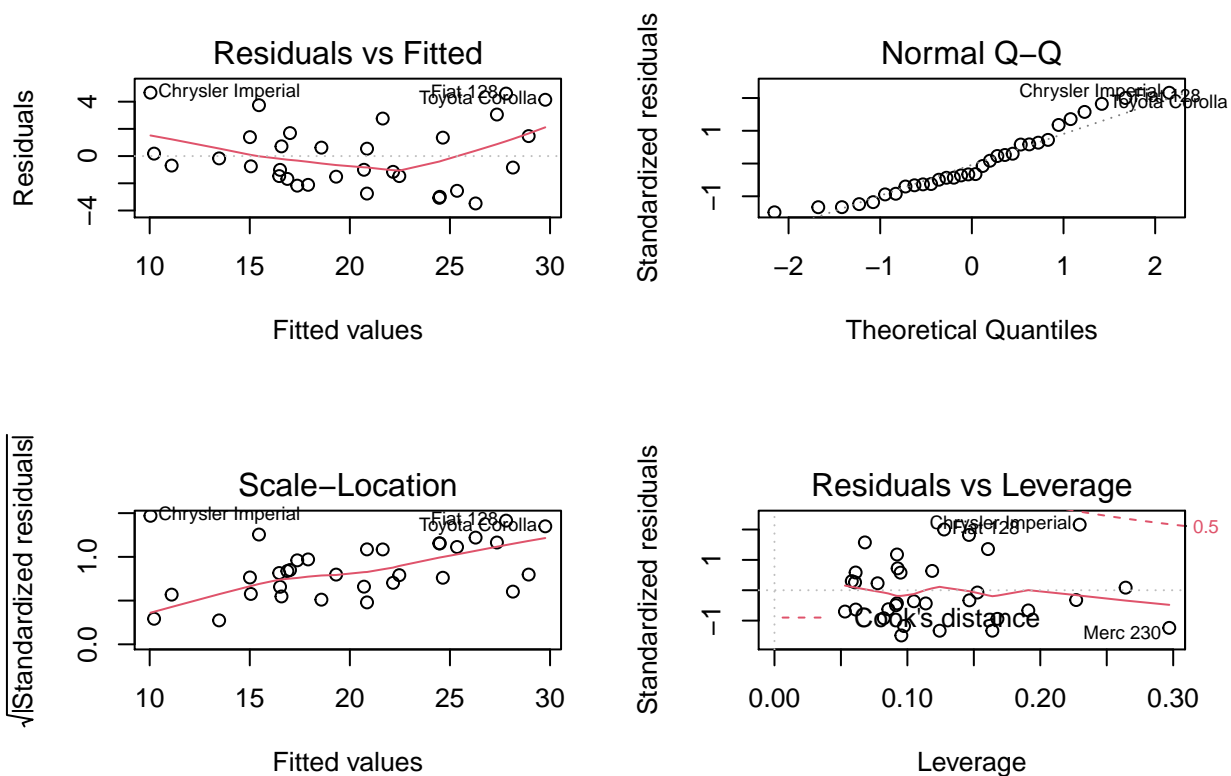 Residuals vs Fitted
Residuals
4
0
−4
Chrysler Imperial
Fiat 128
Toyota Corolla
10 15 20 25 30
Fitted values
Normal Q−Q
Standardized residuals
1
−1
Chrysler Imperial
Fiat 128
Toyota Corolla
−2 −1 0 1 2
Theoretical Quantiles
Scale−Location
√|Standardized residuals|
1.0
0.0
Chrysler Imperial
Fiat 128
Toyota Corolla
10 15 20 25 30
Fitted values
Residuals vs Leverage
Standardized residuals
1
−1
Chrysler Imperial
Fiat 128
0.5
Cook's distance
Merc 230
0.00 0.10 0.20 0.30
Leverage